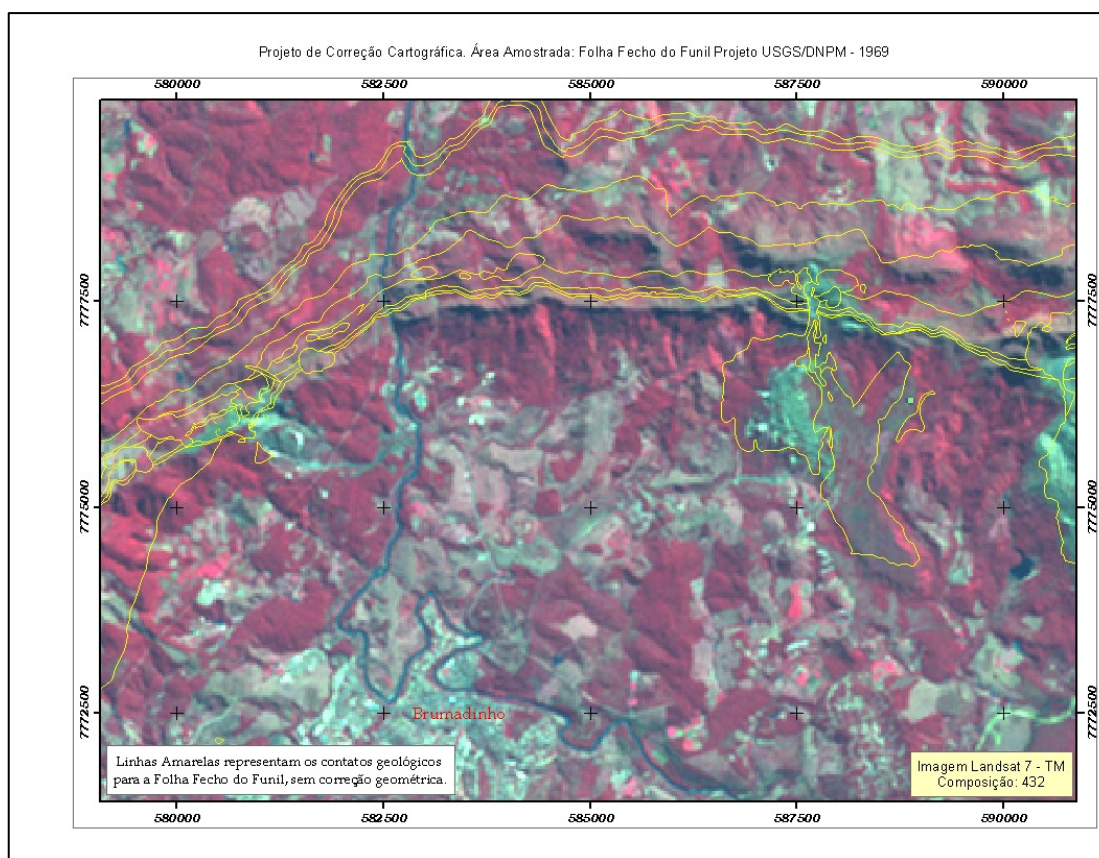 Projeto de Correção Cartográfica. Área Amostrada: Folha Fecho do Funil Projeto USGS/DNPM - 1969
580000 582500 585000 587500 590000
7777500 7777500
7775000 7775000
7772500 7772500
Brumadinho
Linhas Amarelas representam os contatos geológicos
para a Folha Fecho do Funil, sem correção geométrica.
Imagem Landsat 7 - TM
Composição: 432
580000 582500 585000 587500 590000